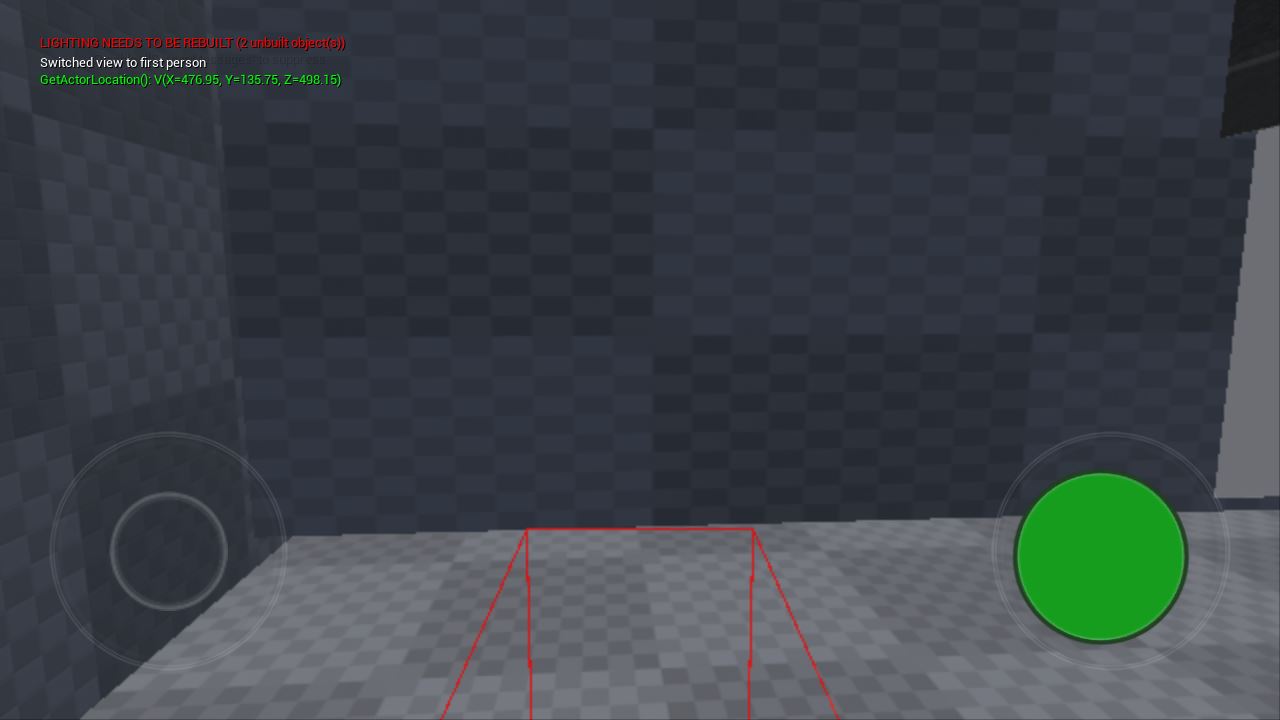 LIGHTING NEEDS TO BE REBUILT (2 unbuilt object(s))
Switched view to first person
GetActorLocation(): V(X=476.95, Y=135.75, Z=498.15)